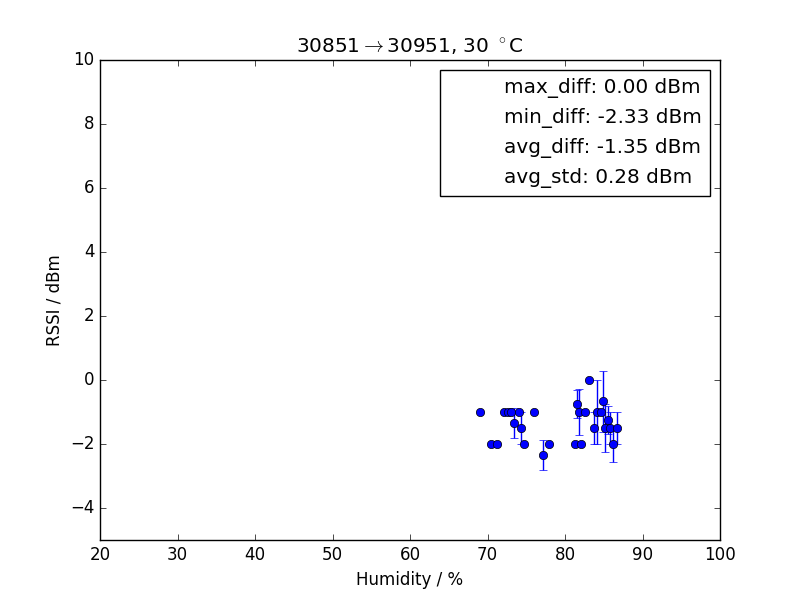 30851→30951, 30 °C
max_diff: 0.00 dBm
min_diff: -2.33 dBm
avg_diff: -1.35 dBm
avg_std: 0.28 dBm
10
8
6
4
2
0
−2
−4
RSSI / dBm
20 30 40 50 60 70 80 90 100
Humidity / %